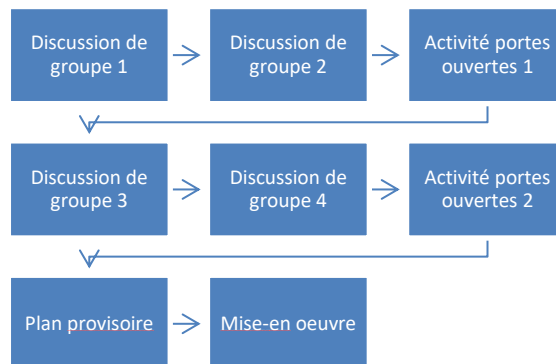 Discussion de
groupe 1
Discussion de
groupe 2
Activité portes
ouvertes 1
Discussion de
groupe 3
Discussion de
groupe 4
Activité portes
ouvertes 2
Plan provisoire
Mise-en oeuvre